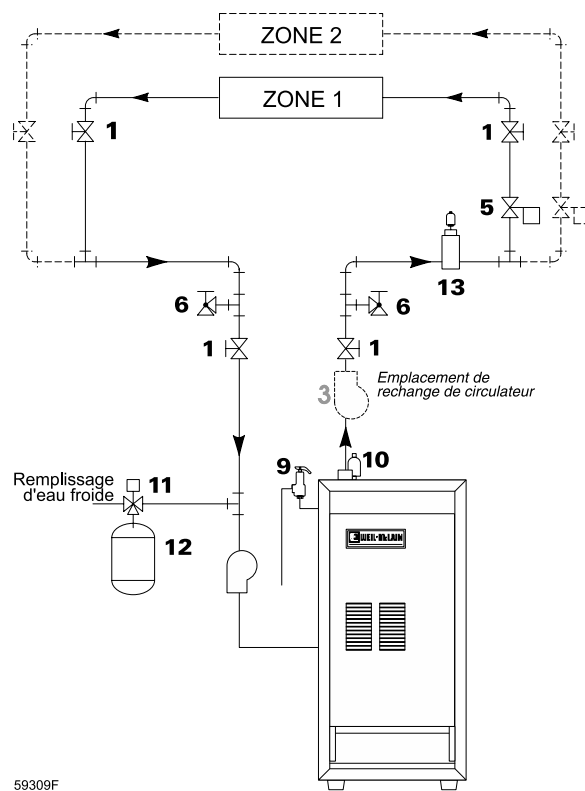 ZONE 2
ZONE 1
1
1
5
13
6
6
1
1
3
Emplacement de
rechange de circulateur
9
10
Remplissage
d'eau froide
11
12
WEIL-McLAIN
59309F